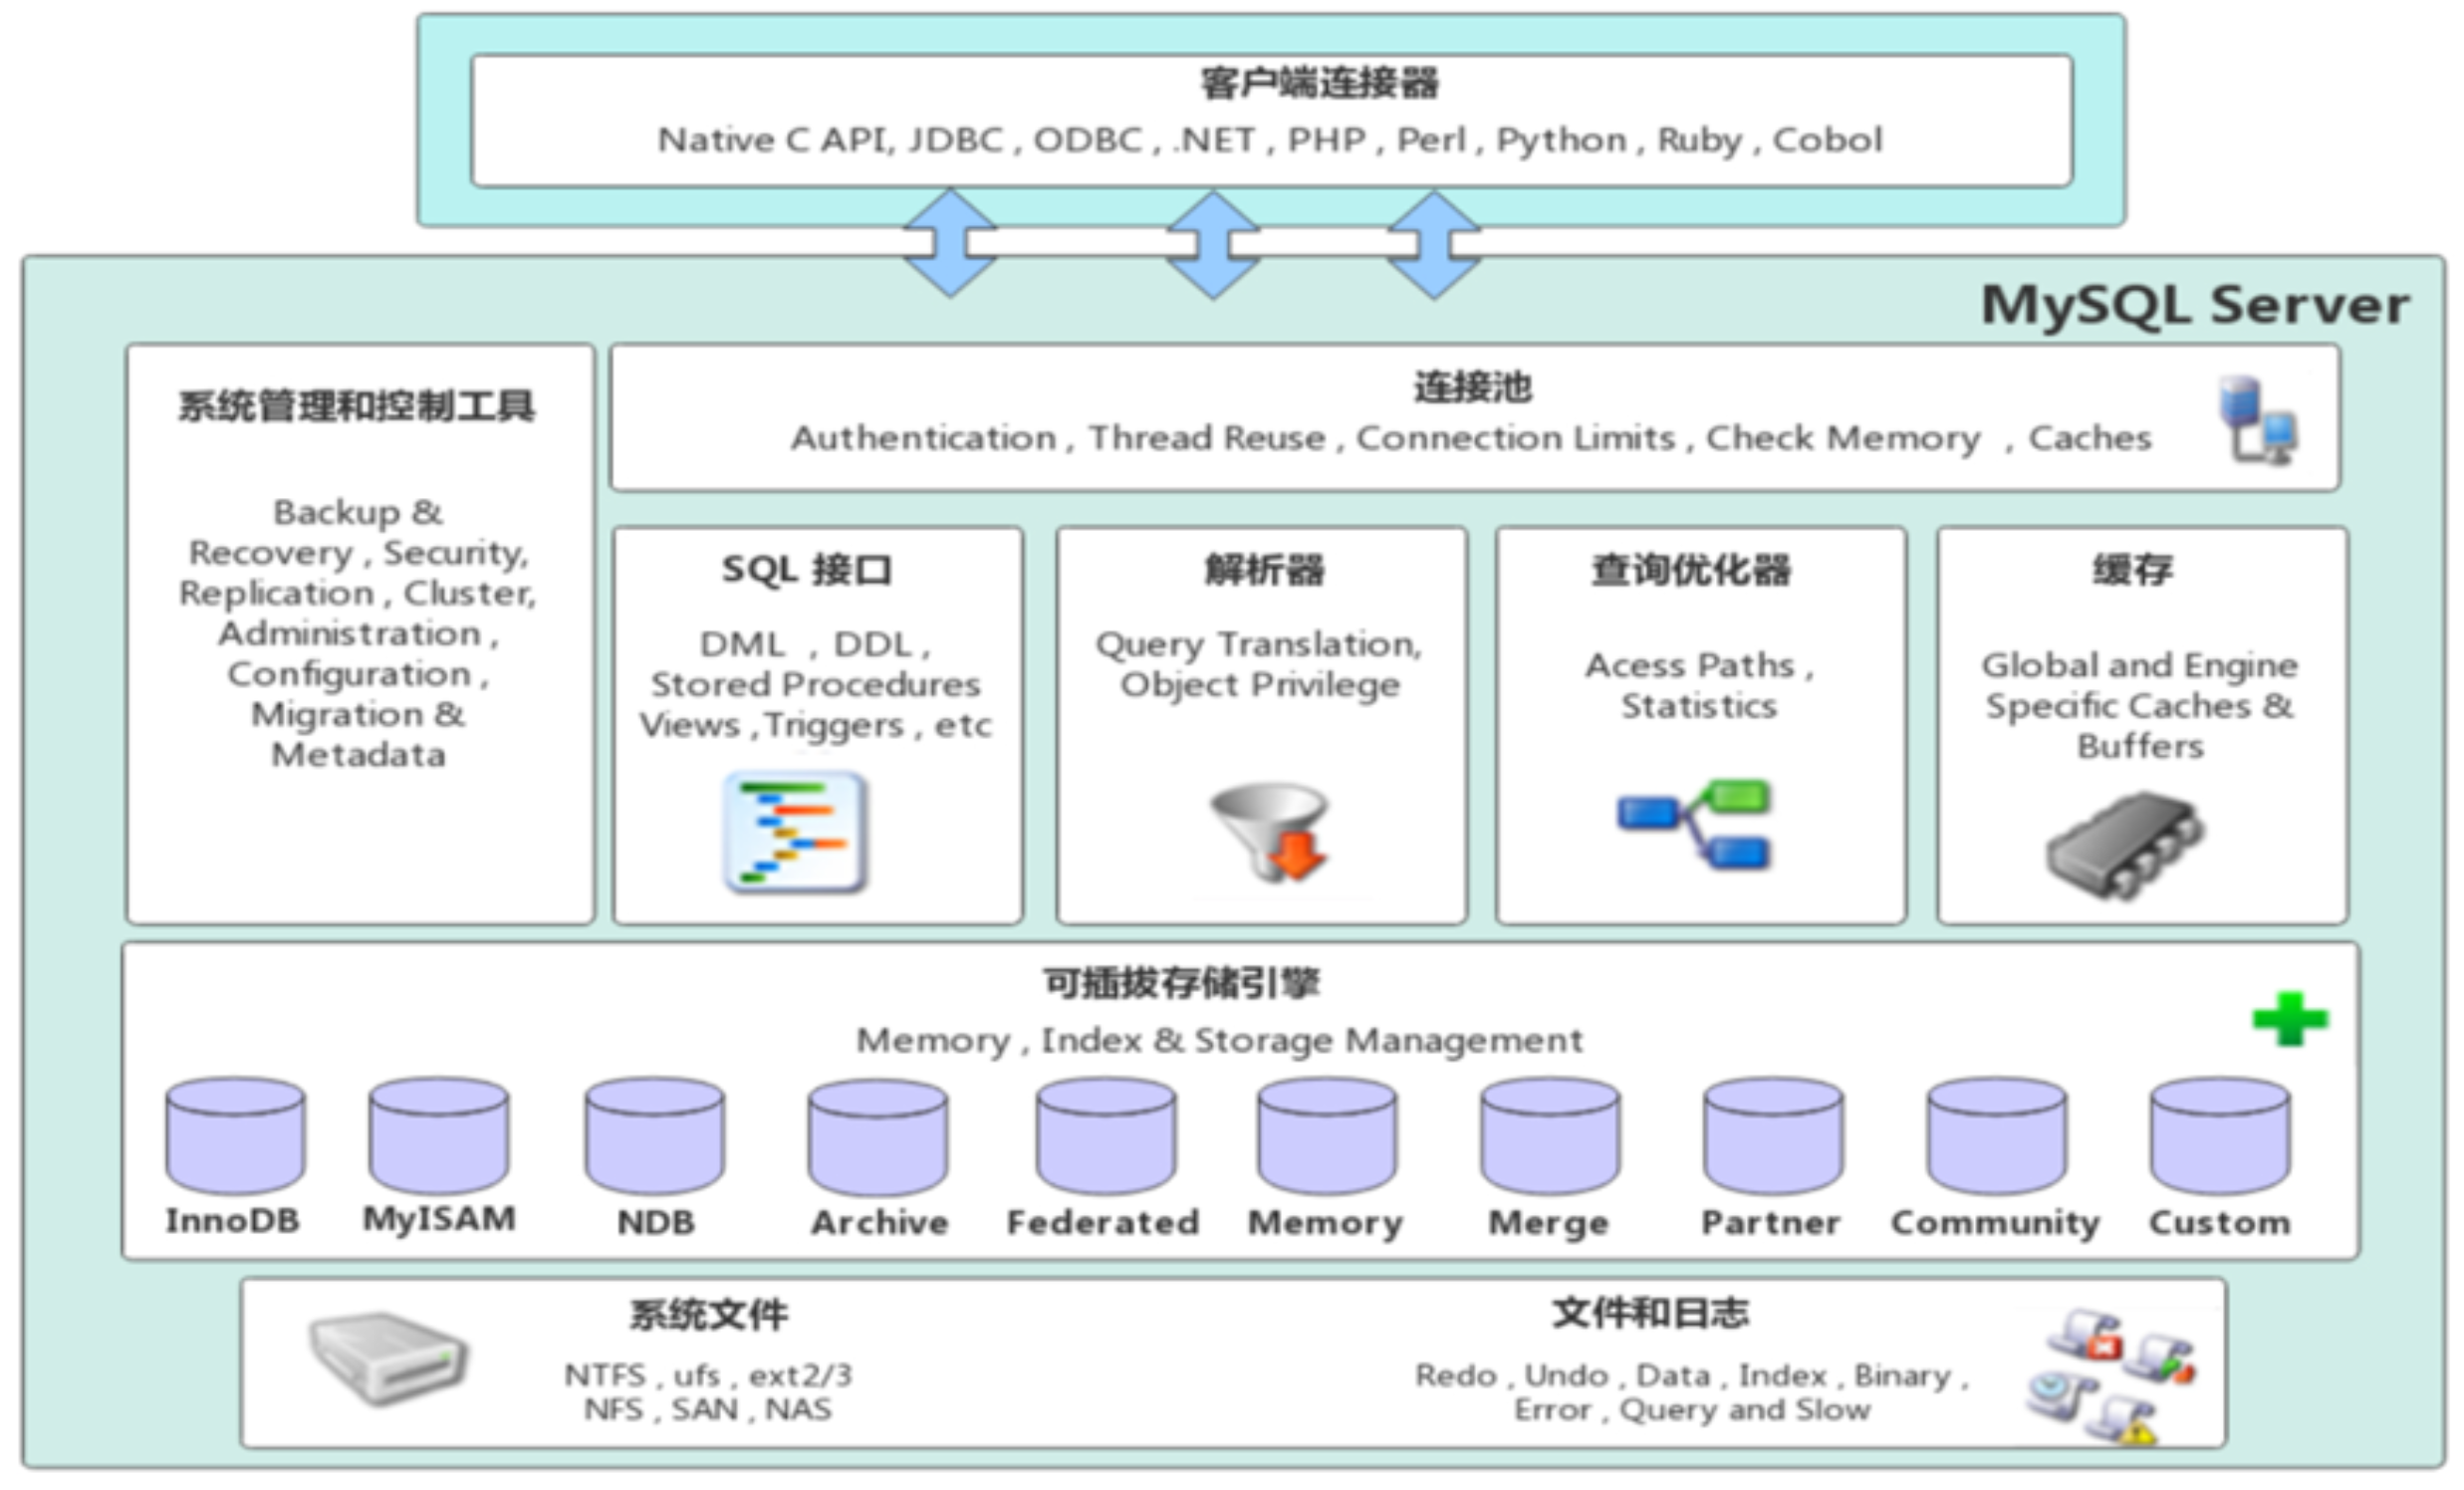 客户端连接器
Native C API, JDBC , ODBC , .NET , PHP , Perl , Python , Ruby , Cobol
MySQL Server
系统管理和控制工具
Backup &
Recovery , Security,
Replication , Cluster,
Administration ,
Configuration ,
Migration &
Metadata
连接池
Authentication , Thread Reuse , Connection Limits , Check Memory , Caches
SQL 接口
DML , DDL ,
Stored Procedures
Views ,Triggers , etc
解析器
Query Translation,
Object Privilege
查询优化器
Acess Paths ,
Statistics
缓存
Global and Engine
Specific Caches &
Buffers
可插拔存储引擎
Memory , Index & Storage Management
InnoDB
MyISAM
NDB
Archive
Federated
Memory
Merge
Partner
Community
Custom
系统文件
NTFS , ufs , ext2/3
NFS , SAN , NAS
文件和日志
Redo , Undo , Data , Index , Binary ,
Error , Query and Slow